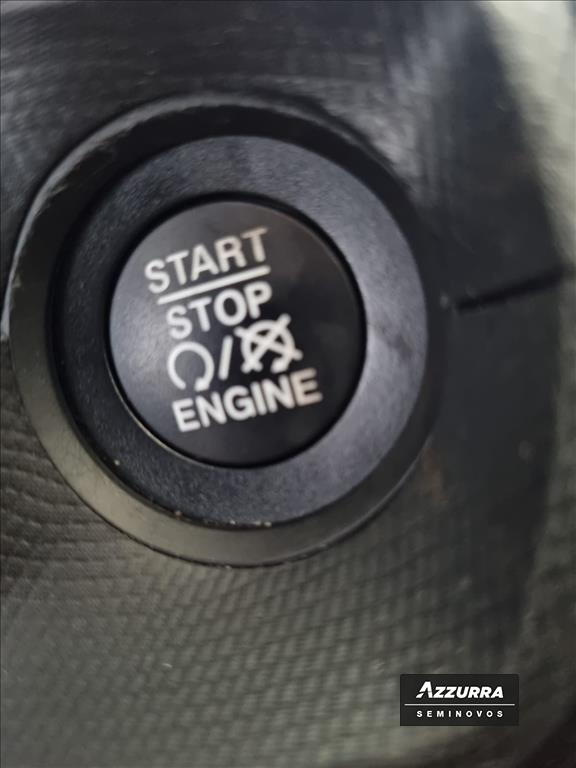 START
STOP
/
ENGINE
AZZURRA
SEMINOVOS